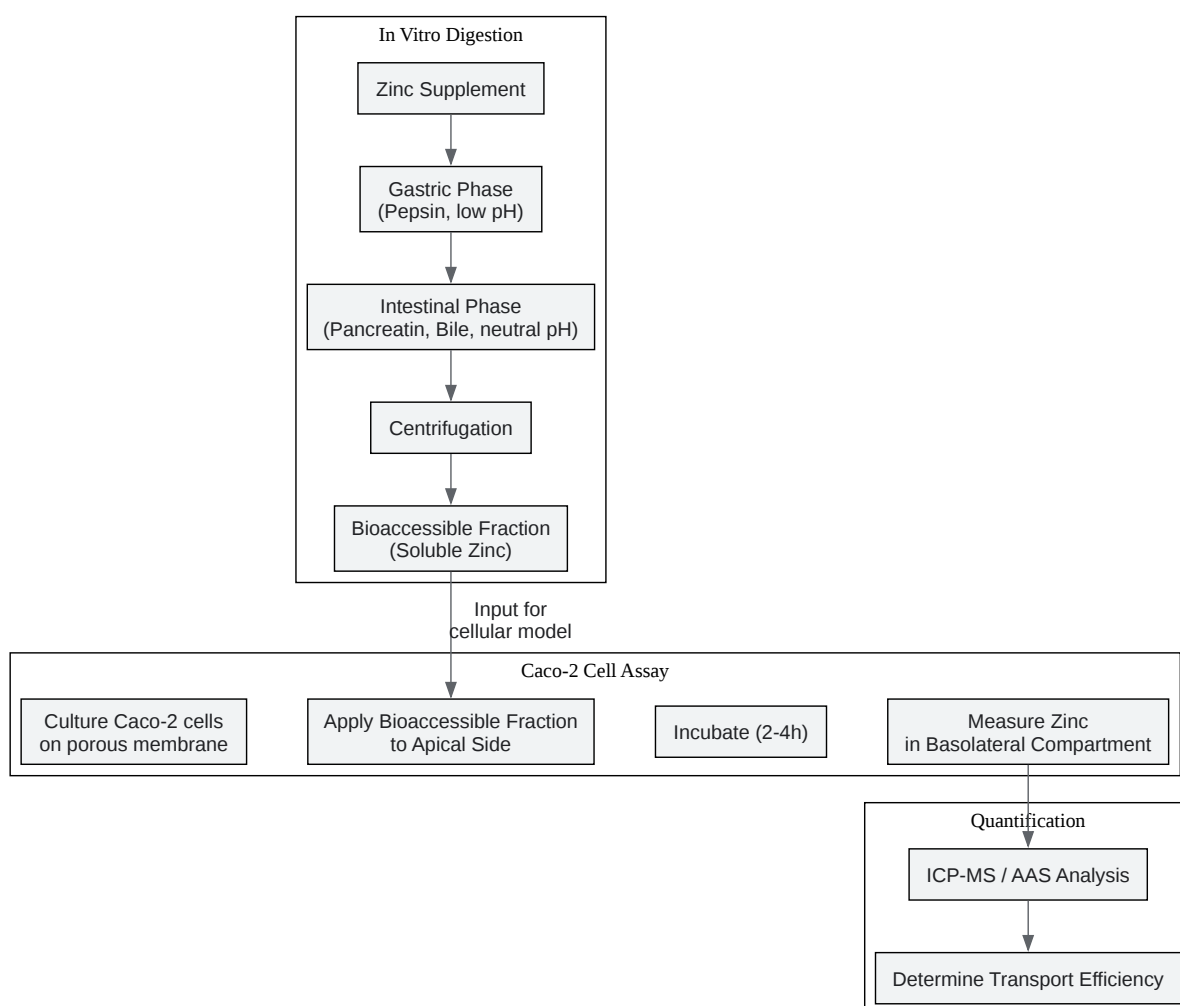 In Vitro Digestion
Zinc Supplement
Gastric Phase
(Pepsin, low pH)
Intestinal Phase
(Pancreatin, Bile, neutral pH)
Centrifugation
Bioaccessible Fraction
(Soluble Zinc)
Input for
cellular model
Caco-2 Cell Assay
Culture Caco-2 cells
on porous membrane
Apply Bioaccessible Fraction
to Apical Side
Incubate (2-4h)
Measure Zinc
in Basolateral Compartment
Quantification
ICP-MS / AAS Analysis
Determine Transport Efficiency